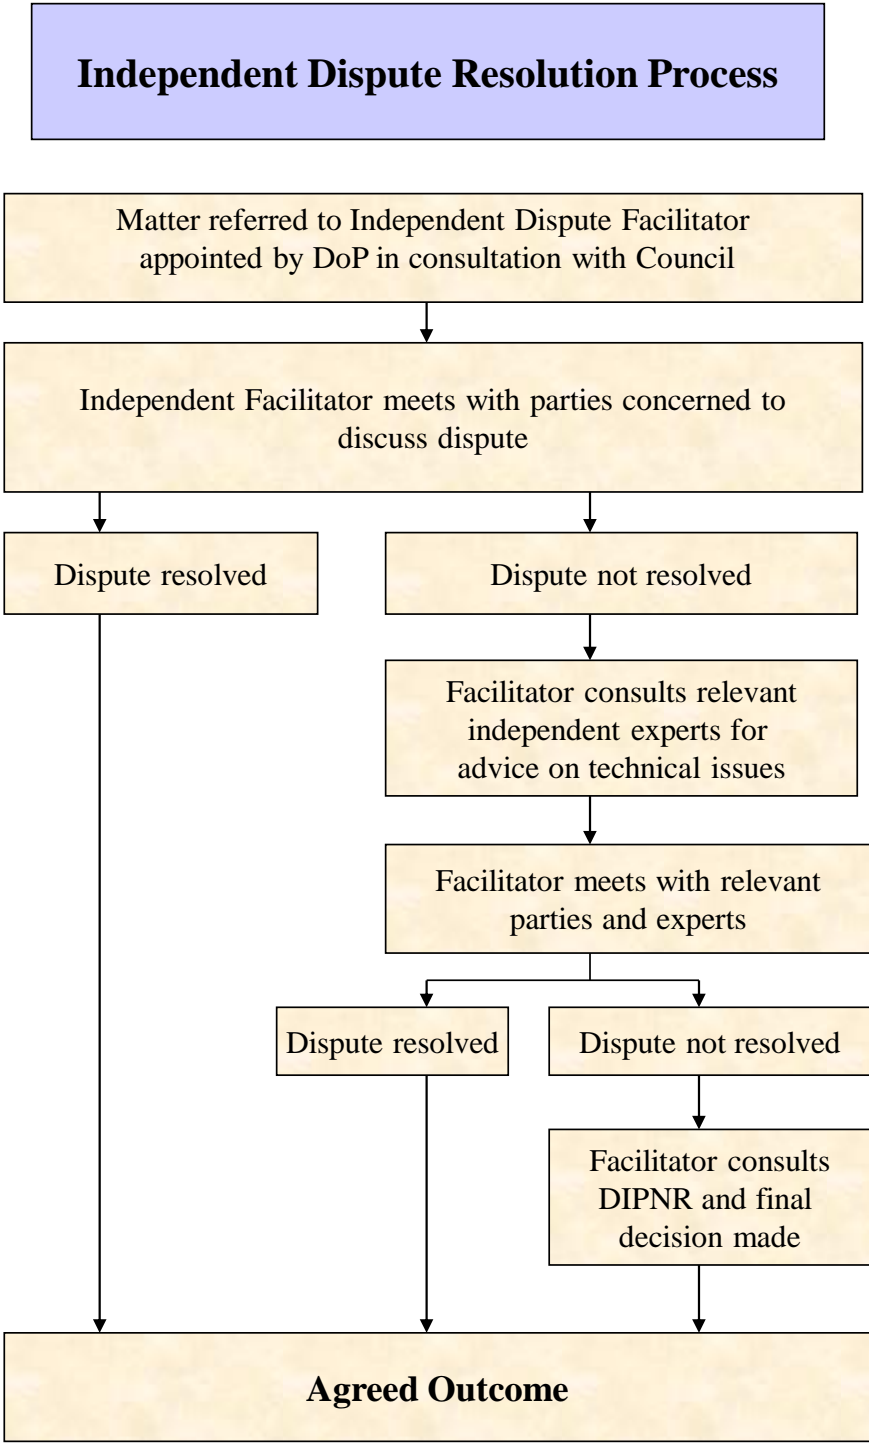 Independent Dispute Resolution Process
Matter referred to Independent Dispute Facilitator
appointed by DoP in consultation with Council
Independent Facilitator meets with parties concerned to
discuss dispute
Dispute resolved
Dispute not resolved
Facilitator consults relevant
independent experts for
advice on technical issues
Facilitator meets with relevant
parties and experts
Dispute resolved
Dispute not resolved
Facilitator consults
DIPNR and final
decision made
Agreed Outcome